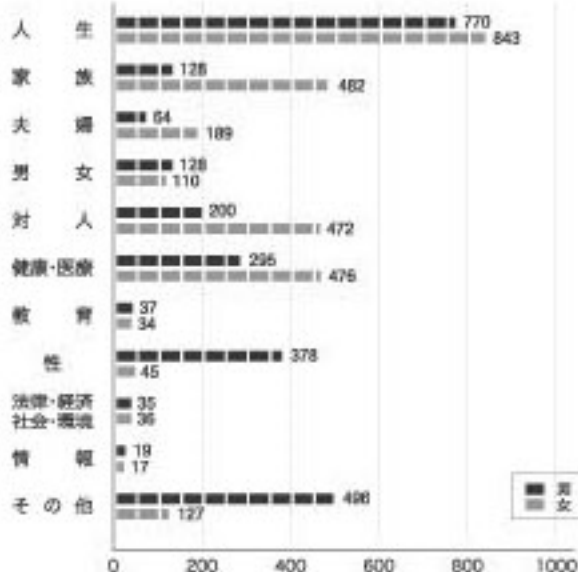 人生 770
843
家族 128
482
夫婦 64
189
男女 128
110
対人 200
472
健康・医療 295
476
教育 37
34
性 378
45
法律・経済 35
社会・環境 36
情報 19
17
その他 496
127
男
女
0 200 400 600 800 1000